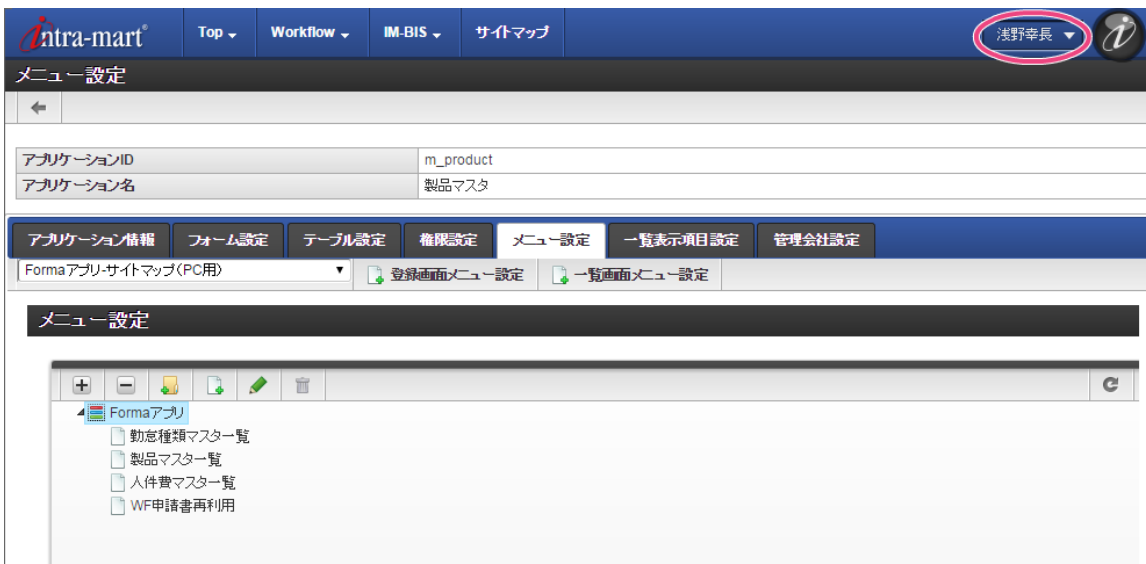 intra-mart® Top Workflow IM-BIS サイトマップ 浅野幸長
メニュー設定
アプリケーションID m_product
アプリケーション名 製品マスタ
アプリケーション情報 フォーム設定 テーブル設定 権限設定 メニュー設定 一覧表示項目設定 管理会社設定
Formaアプリ-サイトマップ(PC用) 登録画面メニュー設定 一覧画面メニュー設定
メニュー設定
Formaアプリ
勤怠種類マスター覧
製品マスター覧
人件費マスター覧
WF申請書再利用